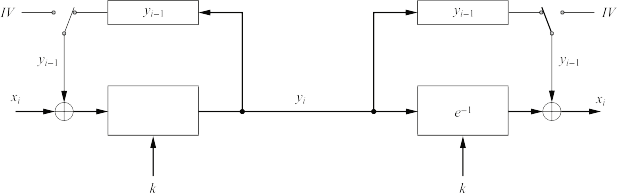 IV
y_{i-1}
y_{i-1}
IV
y_{i-1}
y_{i-1}
x_i
y_i
e^{-1}
x_i
k
k